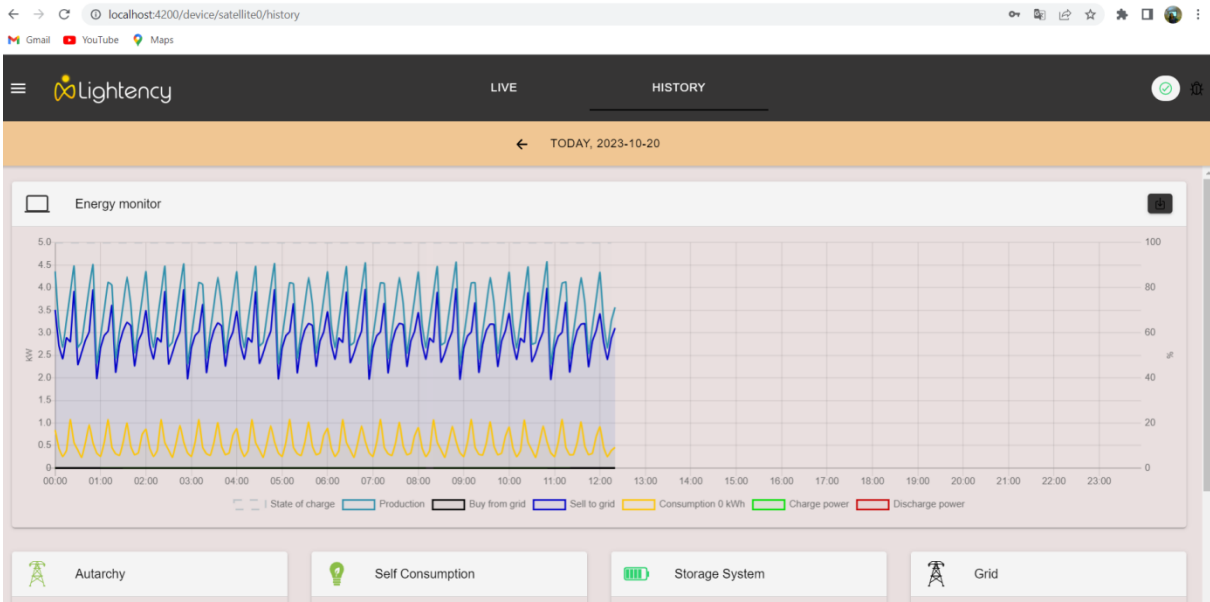 localhost:4200/device/satellite0/history
Gmail YouTube Maps
Lightency LIVE HISTORY
TODAY, 2023-10-20
Energy monitor
5.0 100
4.5
4.0 80
3.5
3.0 60
kW 2.5 %
2.0 40
1.5
1.0 20
0.5
0 0
00:00 01:00 02:00 03:00 04:00 05:00 06:00 07:00 08:00 09:00 10:00 11:00 12:00 13:00 14:00 15:00 16:00 17:00 18:00 19:00 20:00 21:00 22:00 23:00
State of charge Production Buy from grid Sell to grid Consumption 0 kWh Charge power Discharge power
Autarchy Self Consumption Storage System Grid